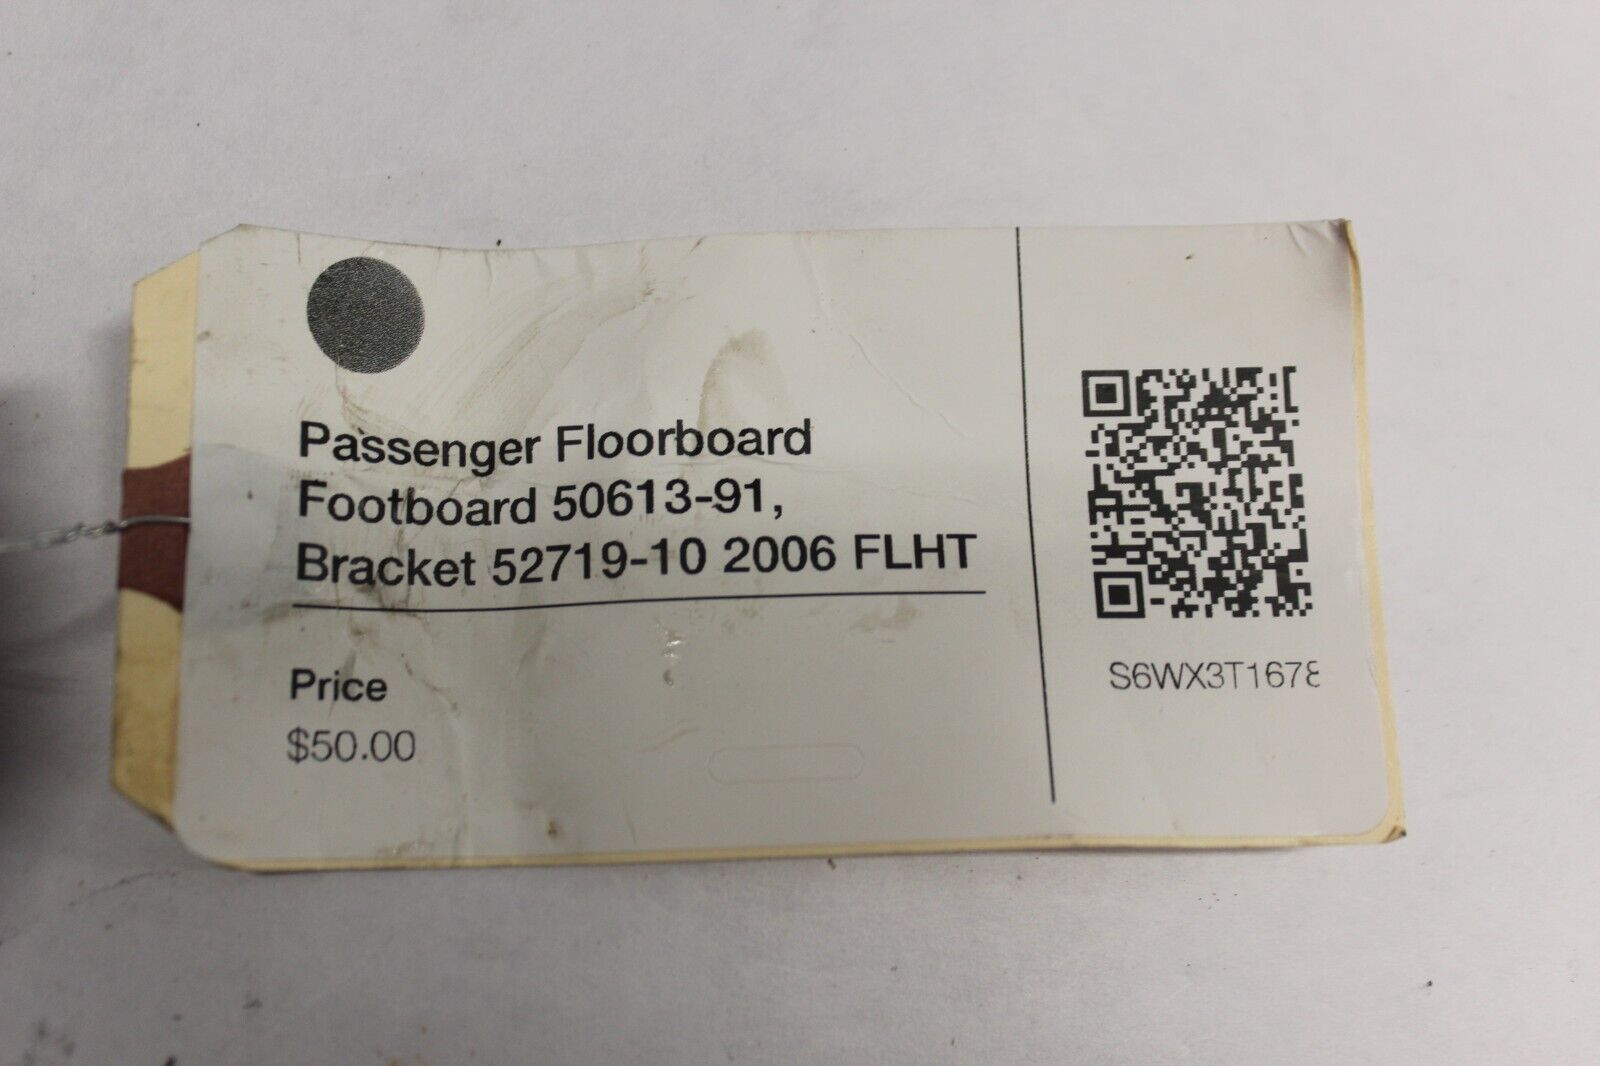 Passenger Floorboard
Footboard 50613-91,
Bracket 52719-10 2006 FLHT
Price
$50.00
S6WX3T1678